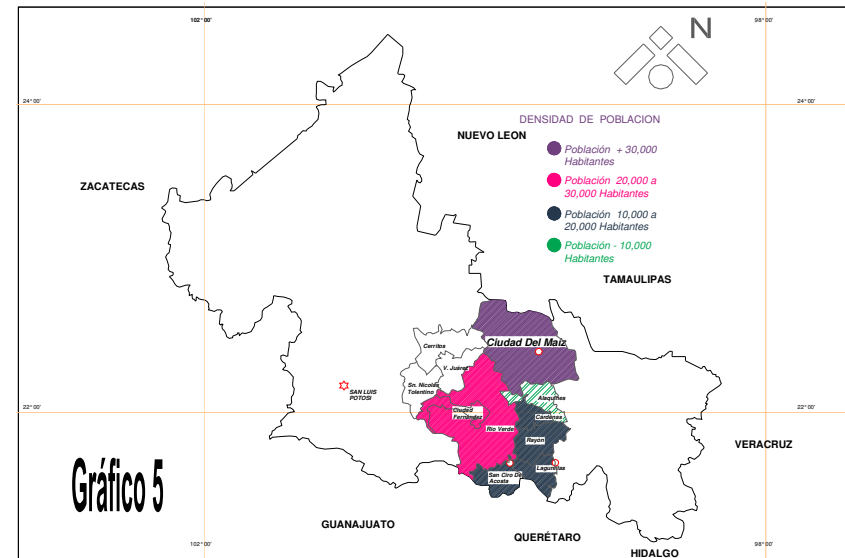 102°00'
98°00'
N
24°00'
24°00'
DENSIDAD DE POBLACION
NUEVO LEON
Población + 30,000
Habitantes
ZACATECAS
Población 20,000 a
30,000 Habitantes
Población 10,000 a
20,000 Habitantes
Población - 10,000
Habitantes
TAMAULIPAS
Ciudad Del Maíz
Cerritos
V. Juárez
Sn. Nicolás
Tolentino
SAN LUIS
POTOSI
Alaquines
Ciudad
Fernández
Cárdenas
22°00'
22°00'
Río Verde
Rayón
VERACRUZ
Lagunillas
San Ciro De
Acosta
Gráfico 5
GUANAJUATO
QUERÉTARO
102°00'
98°00'
HIDALGO